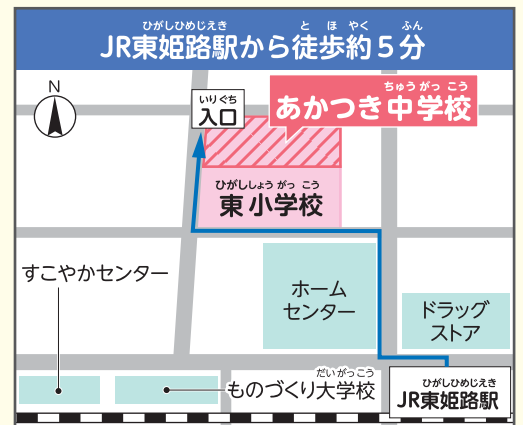 ひがしひめじえき と ほ やく ふん
JR東姫路駅から徒歩約5分
N
いりぐち
入口
ちゅうがっこう
あかつき中学校
ひがししょうがっこう
東小学校
すこやかセンター
ホーム
センター
ドラッグ
ストア
だいがっこう
ものづくり大学校
ひがしひめじえき
JR東姫路駅